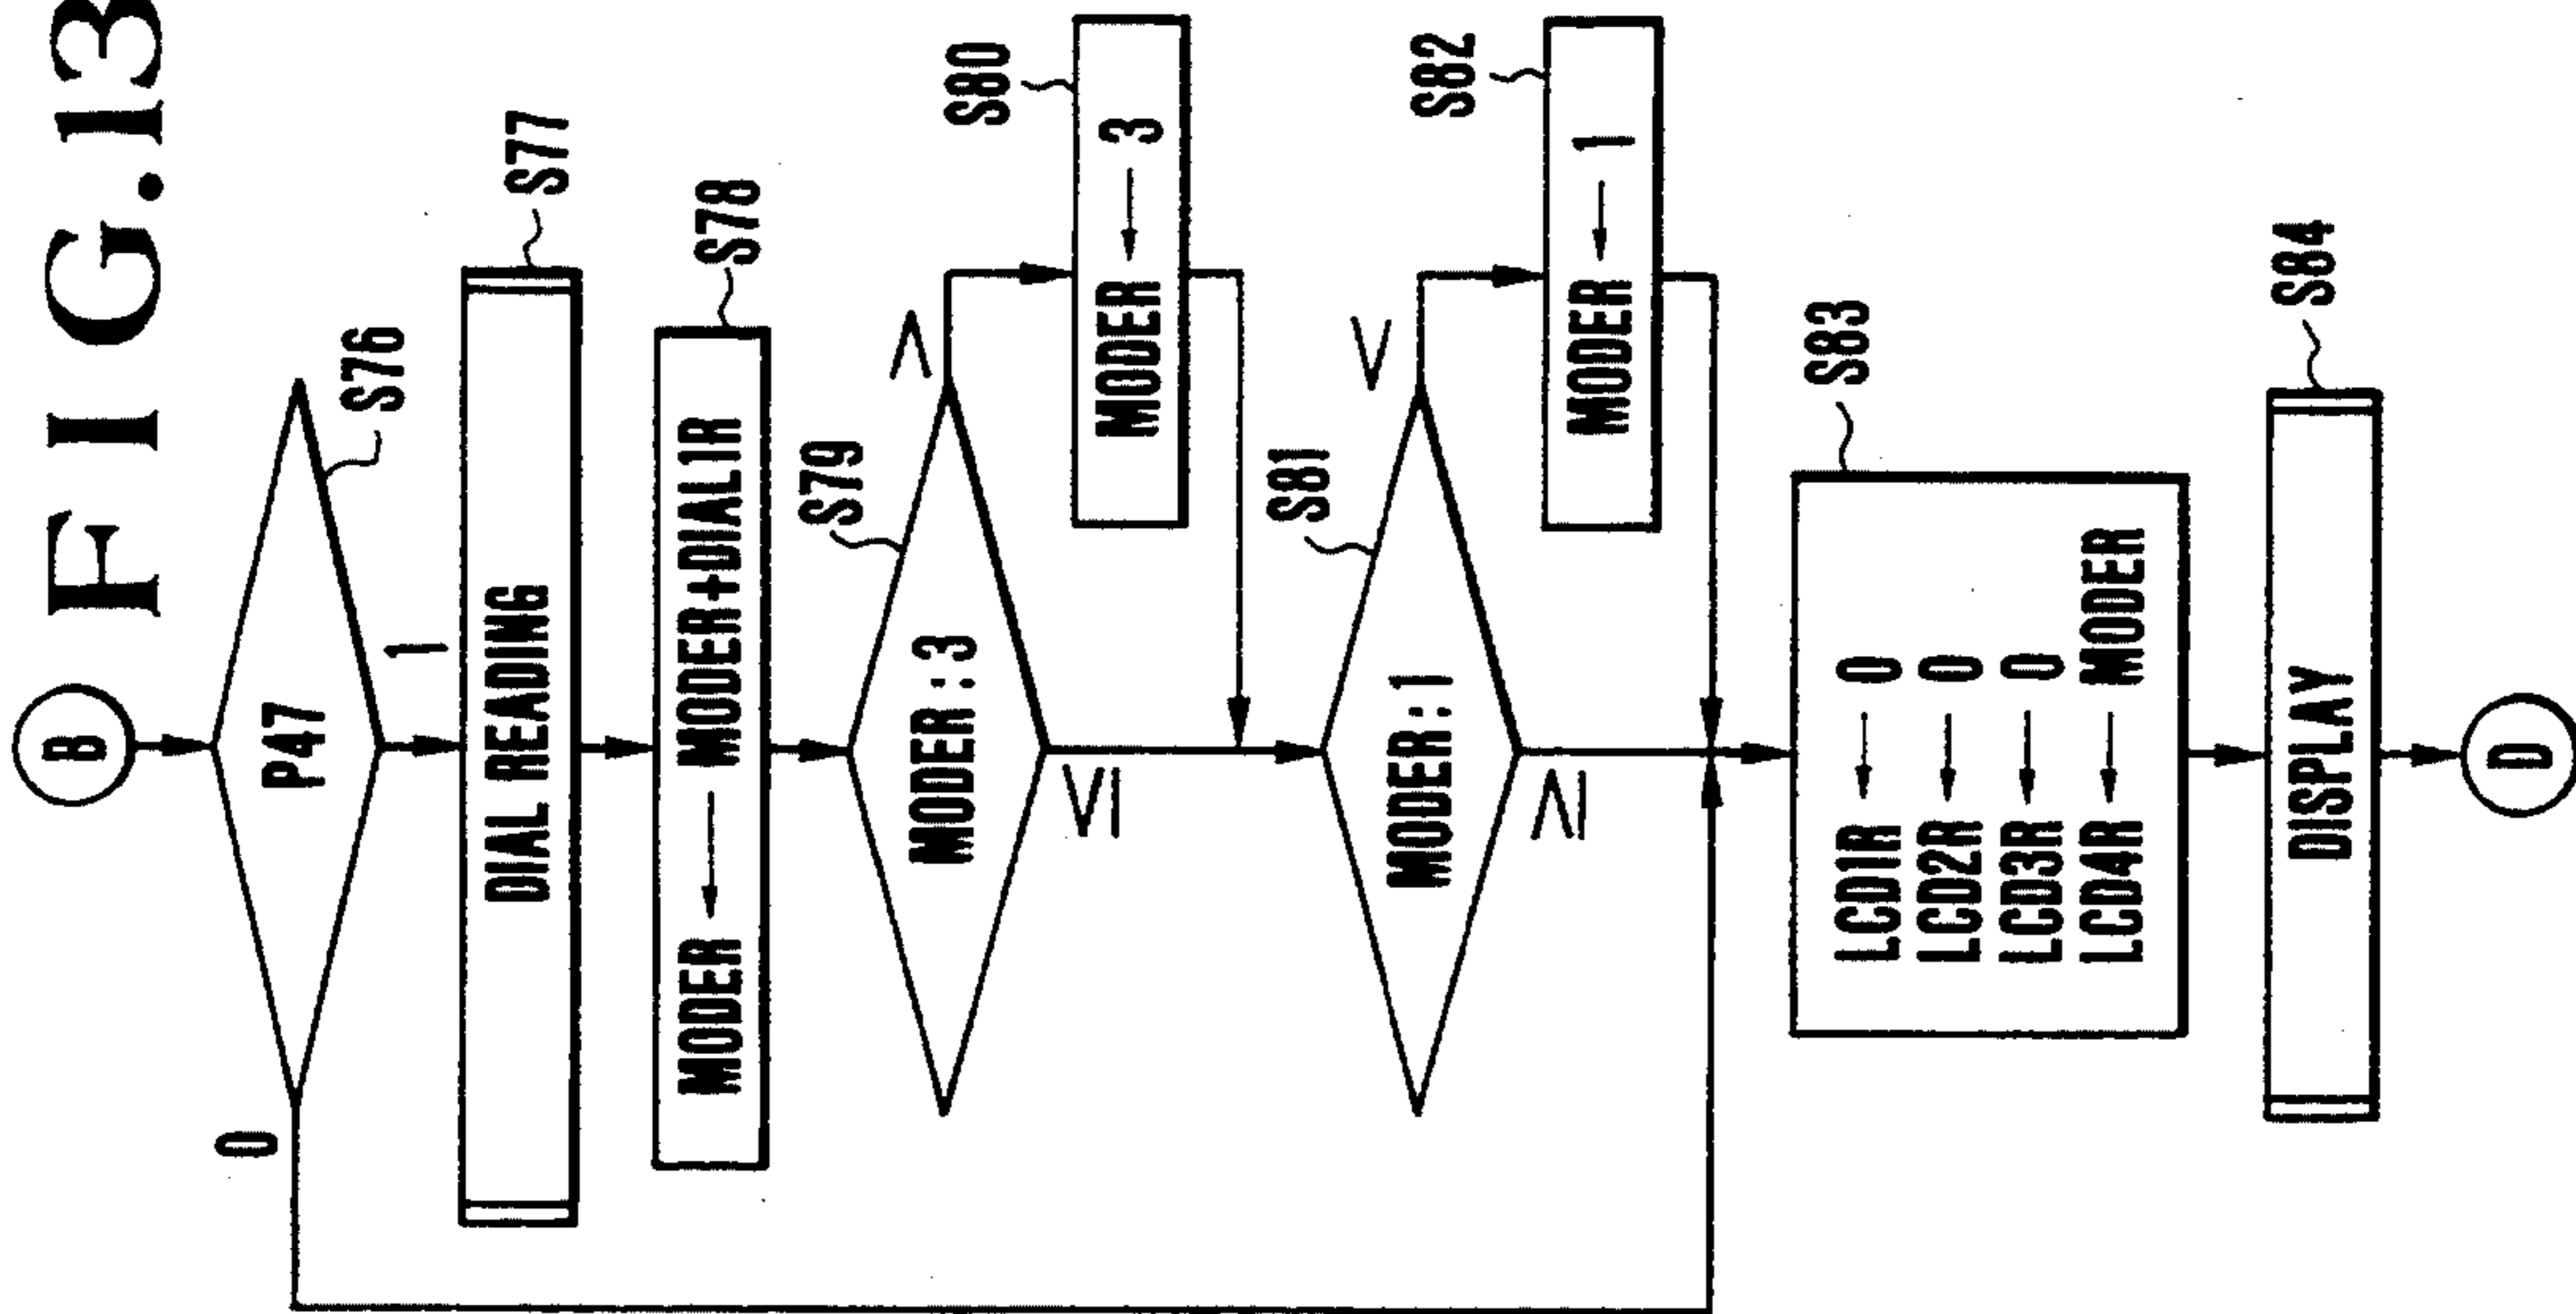 FIG.13
B
P47
S76
0
1
DIAL READING
S77
MODER ← MODER+DIAL1R
S78
MODER:3
S79
>
≤
MODER ← 3
S80
MODER:1
S81
<
≥
MODER ← 1
S82
LCD1R ← 0
LCD2R ← 0
LCD3R ← 0
LCD4R ← MODER
S83
DISPLAY
S84
D